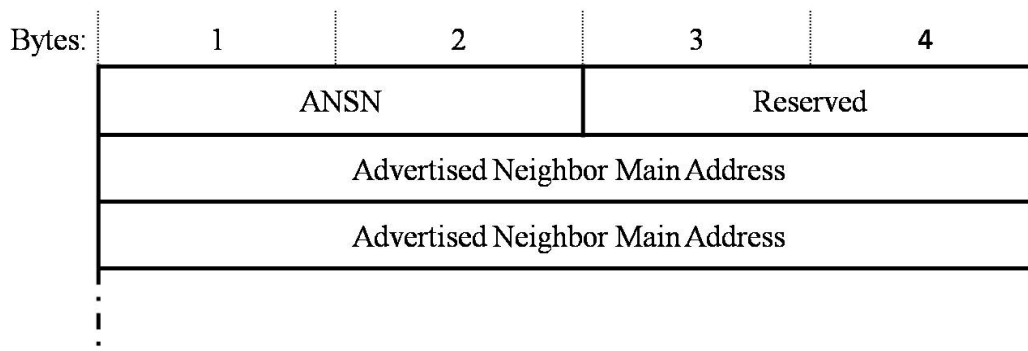 Bytes: 1 2 3 4
ANSN Reserved
Advertised Neighbor Main Address
Advertised Neighbor Main Address